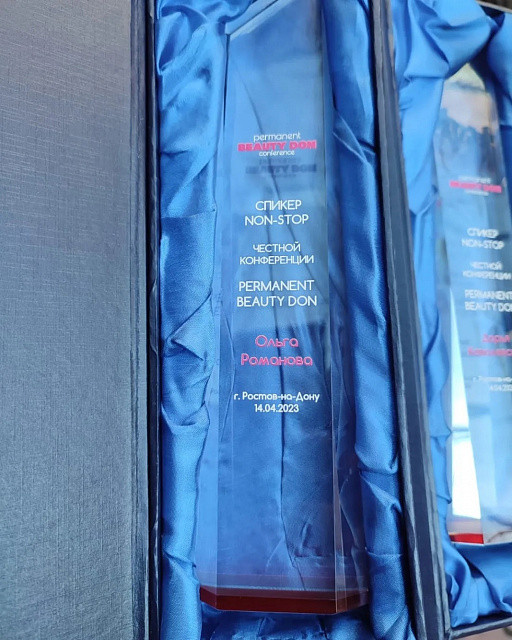 permanent
BEAUTY DON
conference
СПИКЕР
NON-STOP
ЧЕСТНОЙ
КОНФЕРЕНЦИИ
PERMANENT
BEAUTY DON
Ольга
Романова
г. Ростов-на-Дону
14.04.2023
permanent
BEAUTY DON
СПИКЕР
NON-STOP
ЧЕСТНОЙ
КОНФЕРЕНЦИИ
PERMANENT
BEAUTY DON